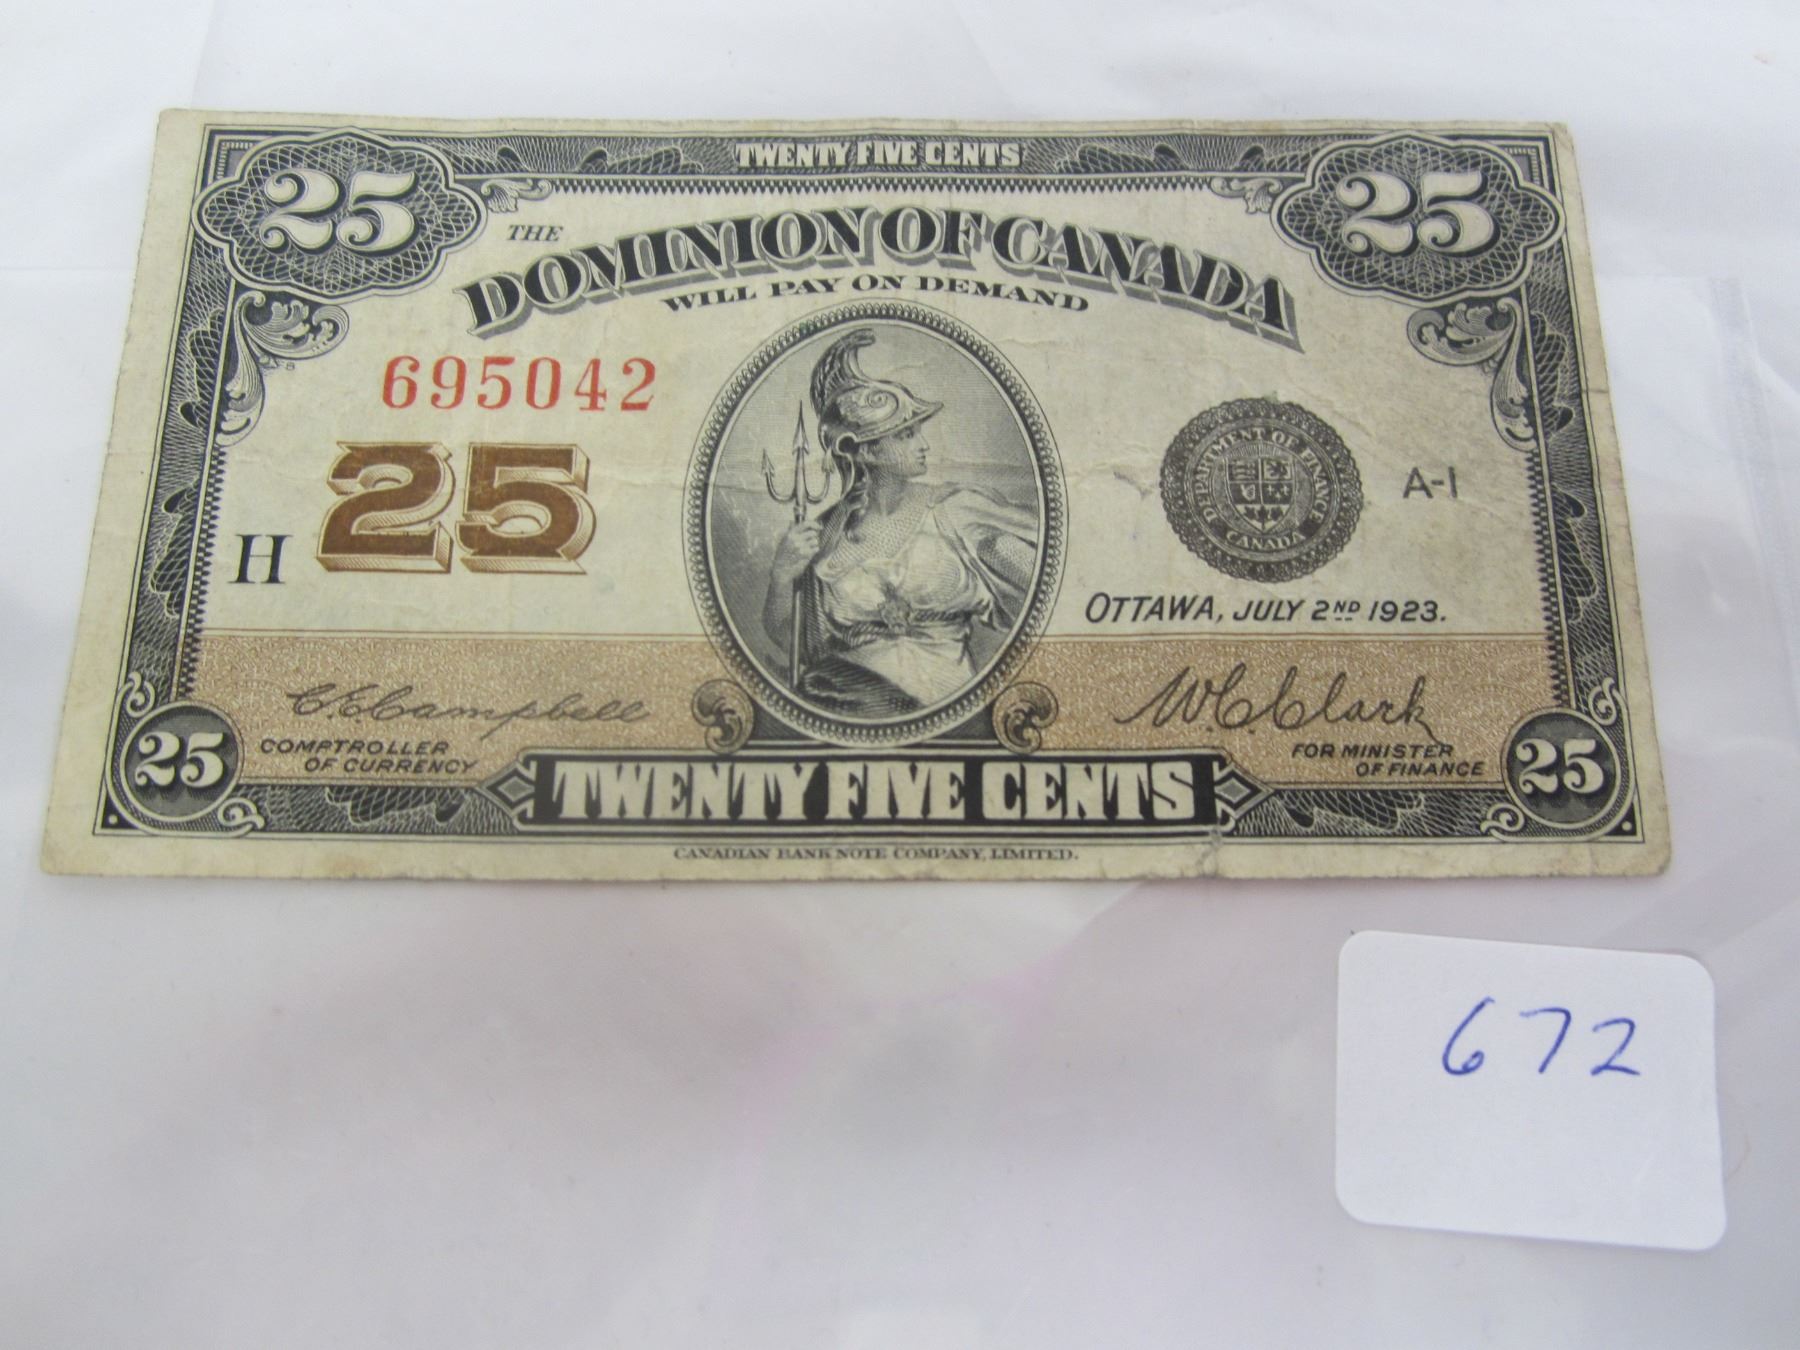 25 TWENTY FIVE CENTS 25
THE
DOMINION OF CANADA
WILL PAY ON DEMAND
695042
25
H
DEPARTMENT OF FINANCE
CANADA
A-1
OTTAWA, JULY 2ND 1923.
C.E. Campbell
COMPTROLLER
OF CURRENCY
W.C. Clark
FOR MINISTER
OF FINANCE
25 TWENTY FIVE CENTS 25
CANADIAN BANK NOTE COMPANY, LIMITED.
672